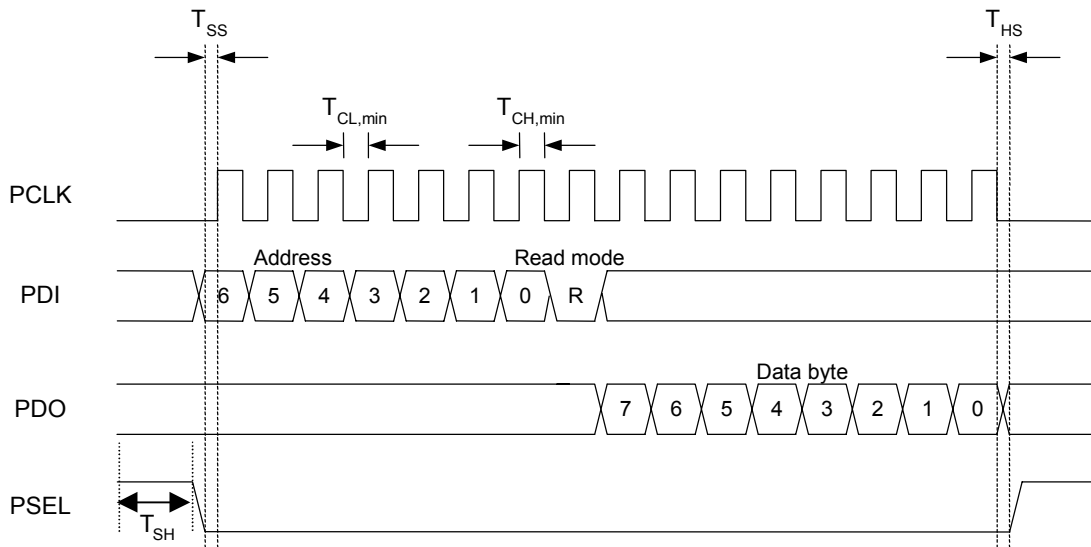 TSS THS
TCL,min TCH,min
PCLK
Address Read mode
PDI 6 5 4 3 2 1 0 R
Data byte
PDO 7 6 5 4 3 2 1 0
PSEL
TSH